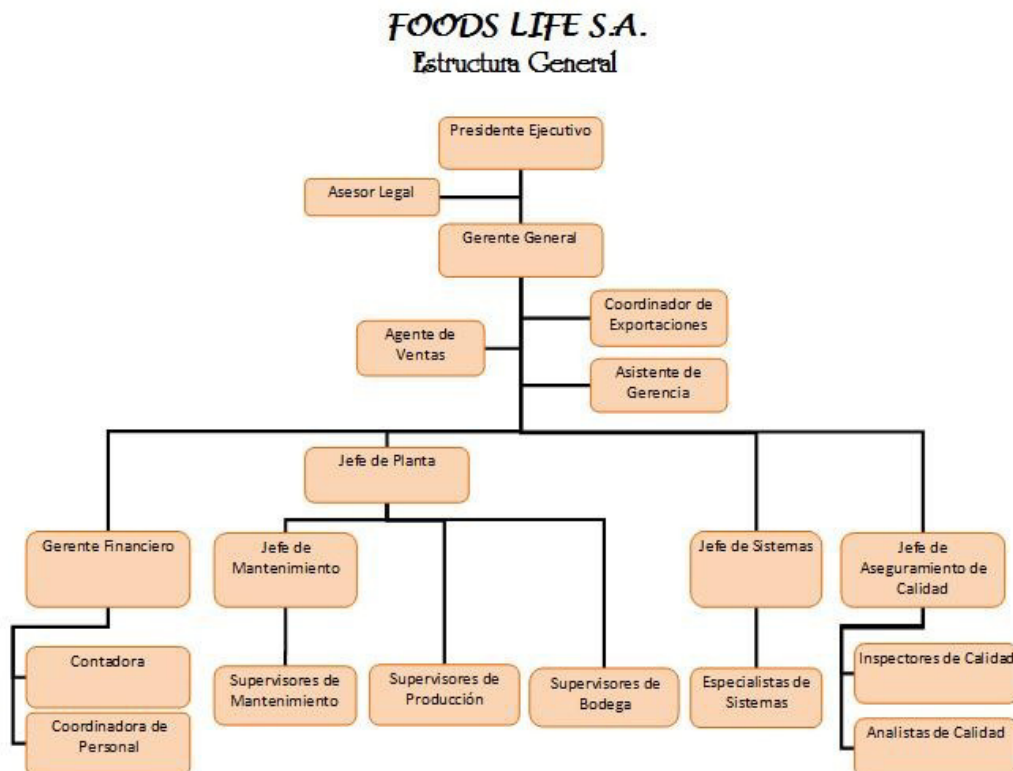 FOODS LIFE S.A.
Estructura General
Presidente Ejecutivo
Asesor Legal
Gerente General
Coordinador de
Exportaciones
Agente de
Ventas
Asistente de
Gerencia
Jefe de Planta
Gerente Financiero
Jefe de
Mantenimiento
Jefe de Sistemas
Jefe de
Aseguramiento de
Calidad
Contadora
Supervisores de
Mantenimiento
Supervisores de
Producción
Supervisores de
Bodega
Especialistas de
Sistemas
Inspectores de Calidad
Coordinadora de
Personal
Analistas de Calidad